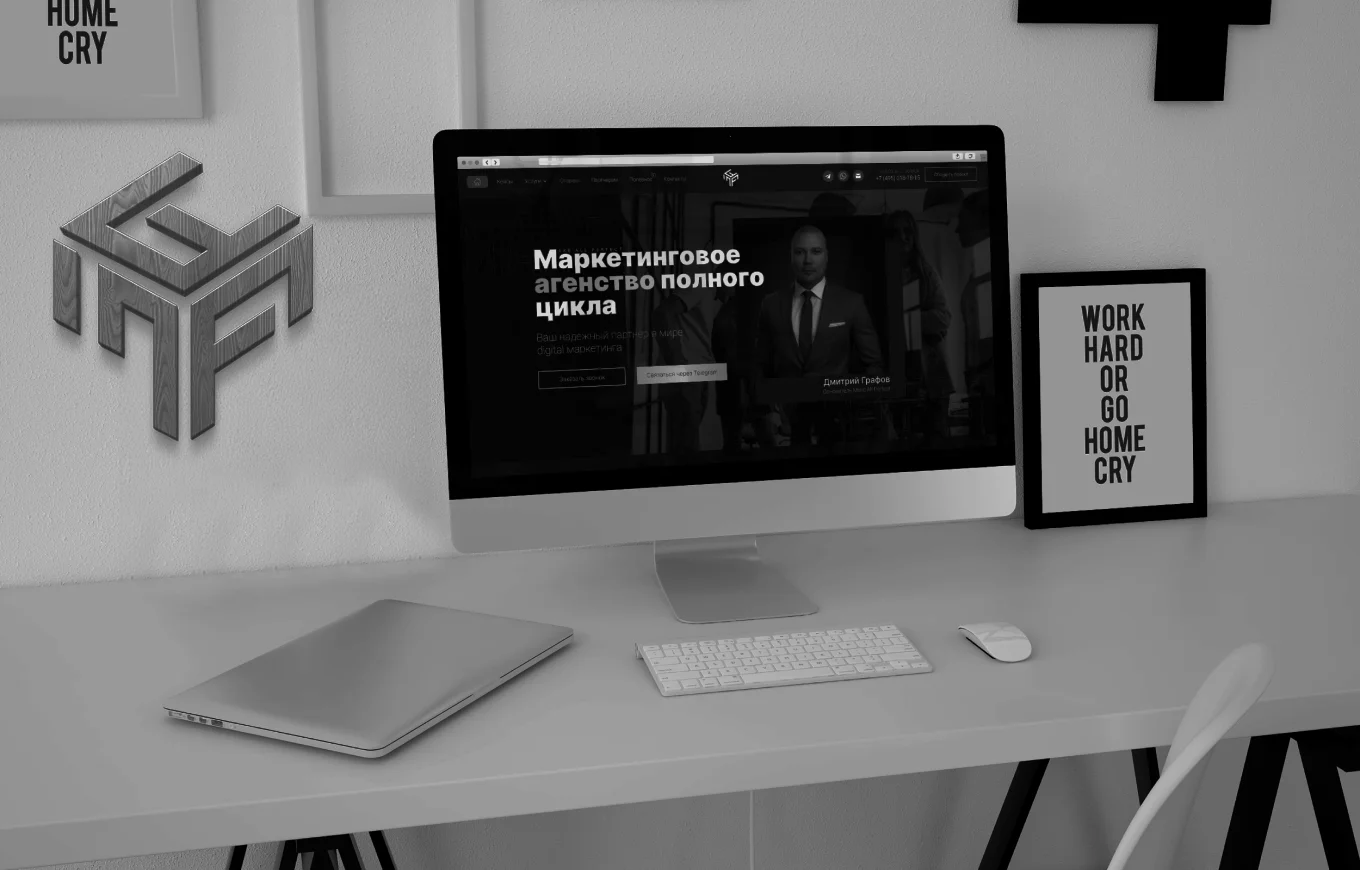 HOME
CRY
Маркетинговое
агенство полного
цикла
Ваш надежный партнер в мире
digital маркетинга
Заказать звонок
Связаться через Telegram
Дмитрий Графов
WORK
HARD
OR
GO
HOME
CRY